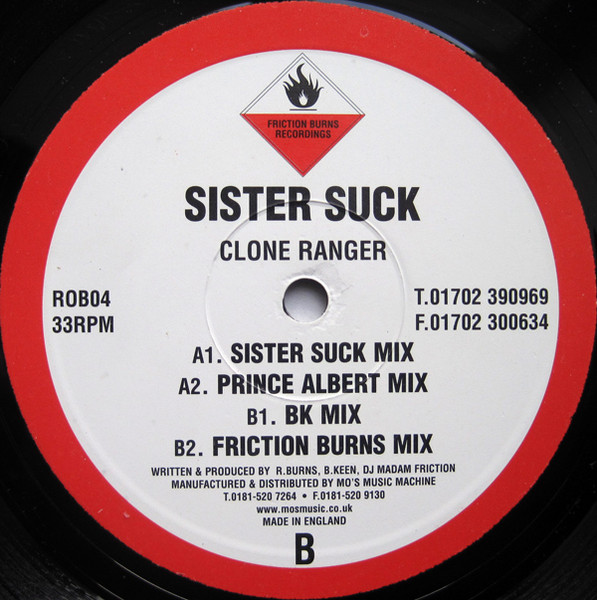 FRICTION BURNS
RECORDINGS
SISTER SUCK
CLONE RANGER
ROB04
33RPM
T.01702 390969
F.01702 300634
A1. SISTER SUCK MIX
A2. PRINCE ALBERT MIX
B1. BK MIX
B2. FRICTION BURNS MIX
WRITTEN & PRODUCED BY R.BURNS, B.KEEN, DJ MADAM FRICTION
MANUFACTURED & DISTRIBUTED BY MO'S MUSIC MACHINE
T.0181-520 7264 • F.0181-520 9130
www.mosmusic.co.uk
MADE IN ENGLAND
B